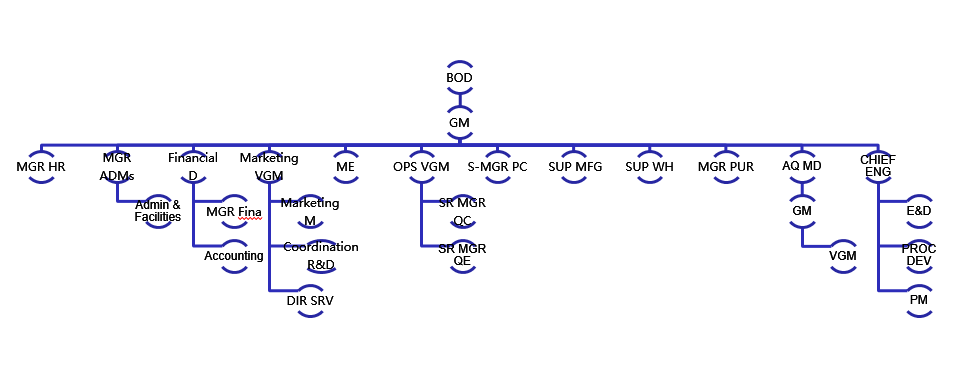 BOD
GM
MGR HR
MGR
ADMs
Financial
D
Marketing
VGM
ME
OPS VGM
S-MGR PC
SUP MFG
SUP WH
MGR PUR
AQ MD
CHIEF
ENG
Admin &
Facilities
MGR Fina
Marketing
M
SR MGR
QC
GM
E&D
Accounting
Coordination
R&D
SR MGR
QE
VGM
PROC
DEV
DIR SRV
PM